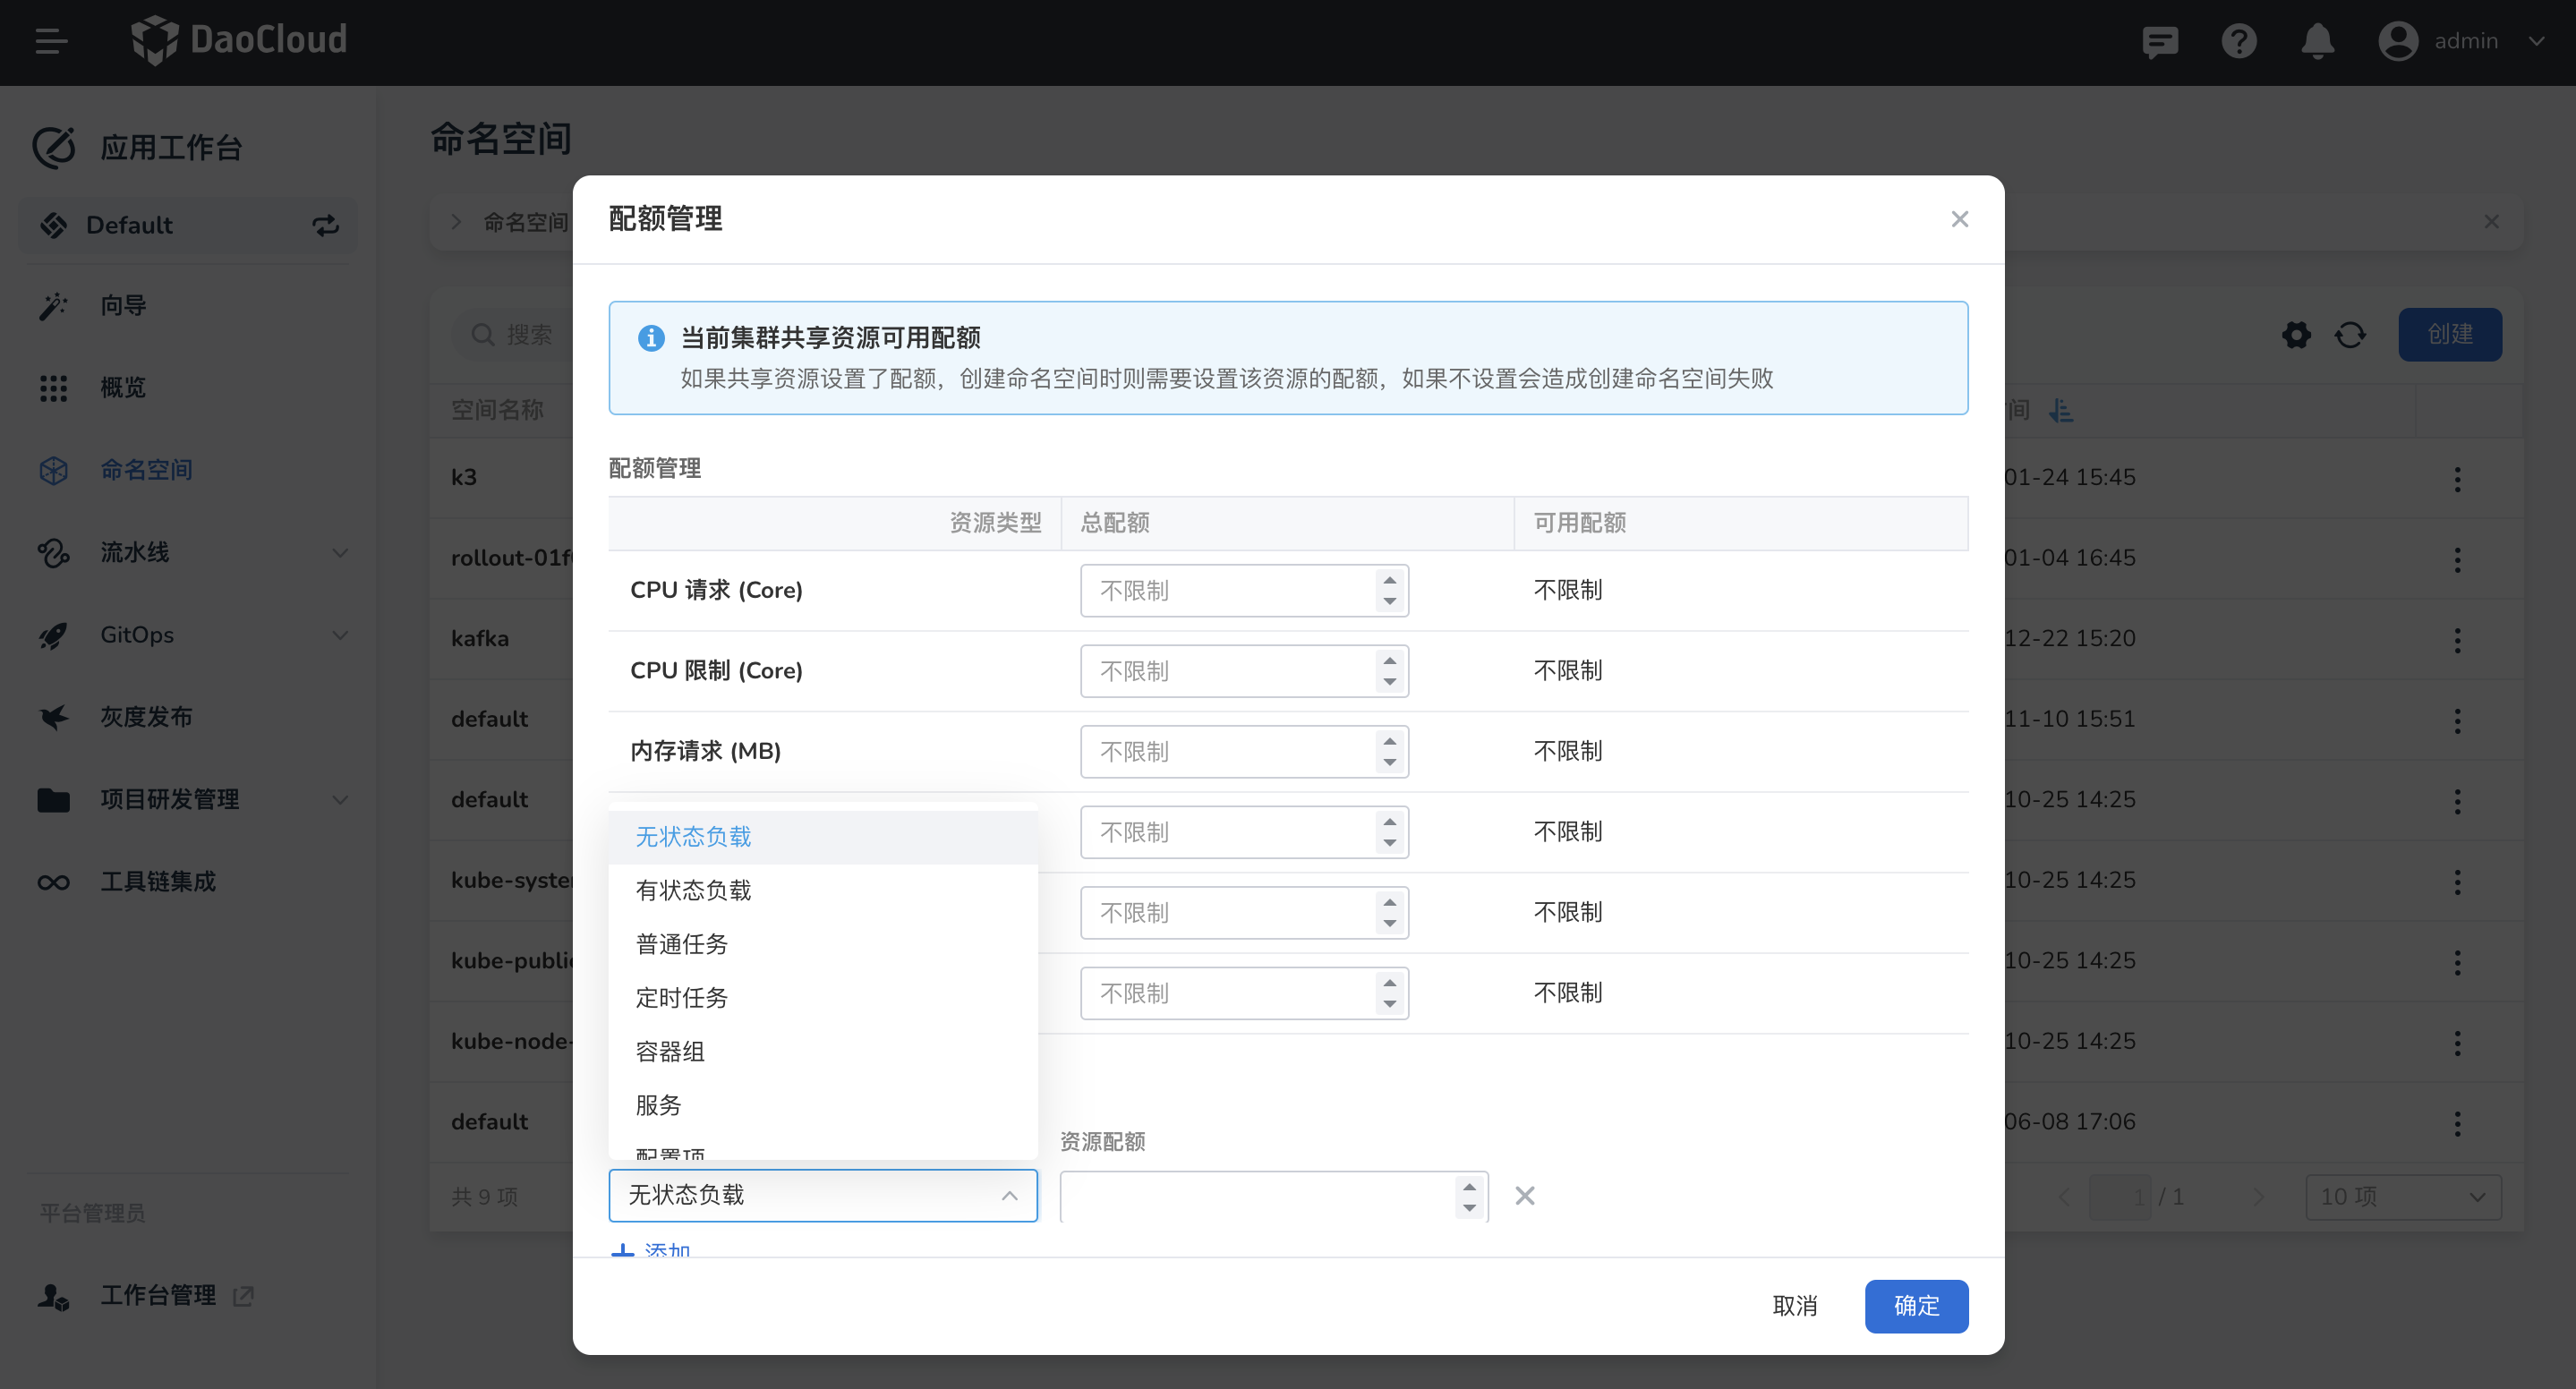 DaoCloud
admin
应用工作台
Default
向导
概览
命名空间
流水线
GitOps
灰度发布
项目研发管理
工具链集成
平台管理员
工作台管理
命名空间
命名空间
搜索
创建
空间名称
间
k3
01-24 15:45
rollout-01f
01-04 16:45
kafka
12-22 15:20
default
11-10 15:51
default
10-25 14:25
kube-syste
10-25 14:25
kube-public
10-25 14:25
kube-node-
10-25 14:25
default
06-08 17:06
共 9 项
1 / 1
10 项
配额管理
当前集群共享资源可用配额
如果共享资源设置了配额，创建命名空间时则需要设置该资源的配额，如果不设置会造成创建命名空间失败
配额管理
资源类型 总配额 可用配额
CPU 请求 (Core) 不限制 不限制
CPU 限制 (Core) 不限制 不限制
内存请求 (MB) 不限制 不限制
不限制 不限制
不限制 不限制
不限制 不限制
无状态负载
有状态负载
普通任务
定时任务
容器组
服务
配置项
资源配额
无状态负载
添加
取消
确定